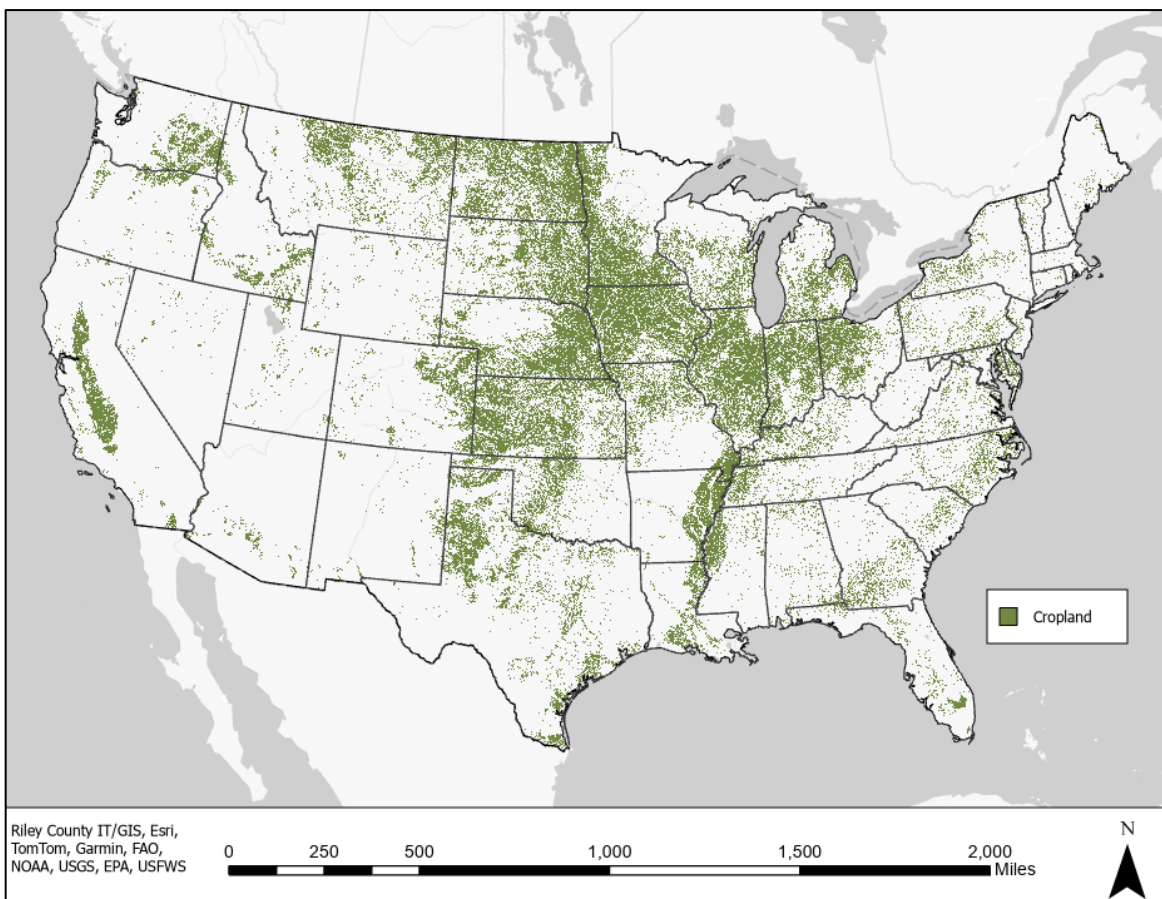 Cropland
Riley County IT/GIS, Esri,
TomTom, Garmin, FAO,
NOAA, USGS, EPA, USFWS
0 250 500 1,000 1,500 2,000
Miles
N